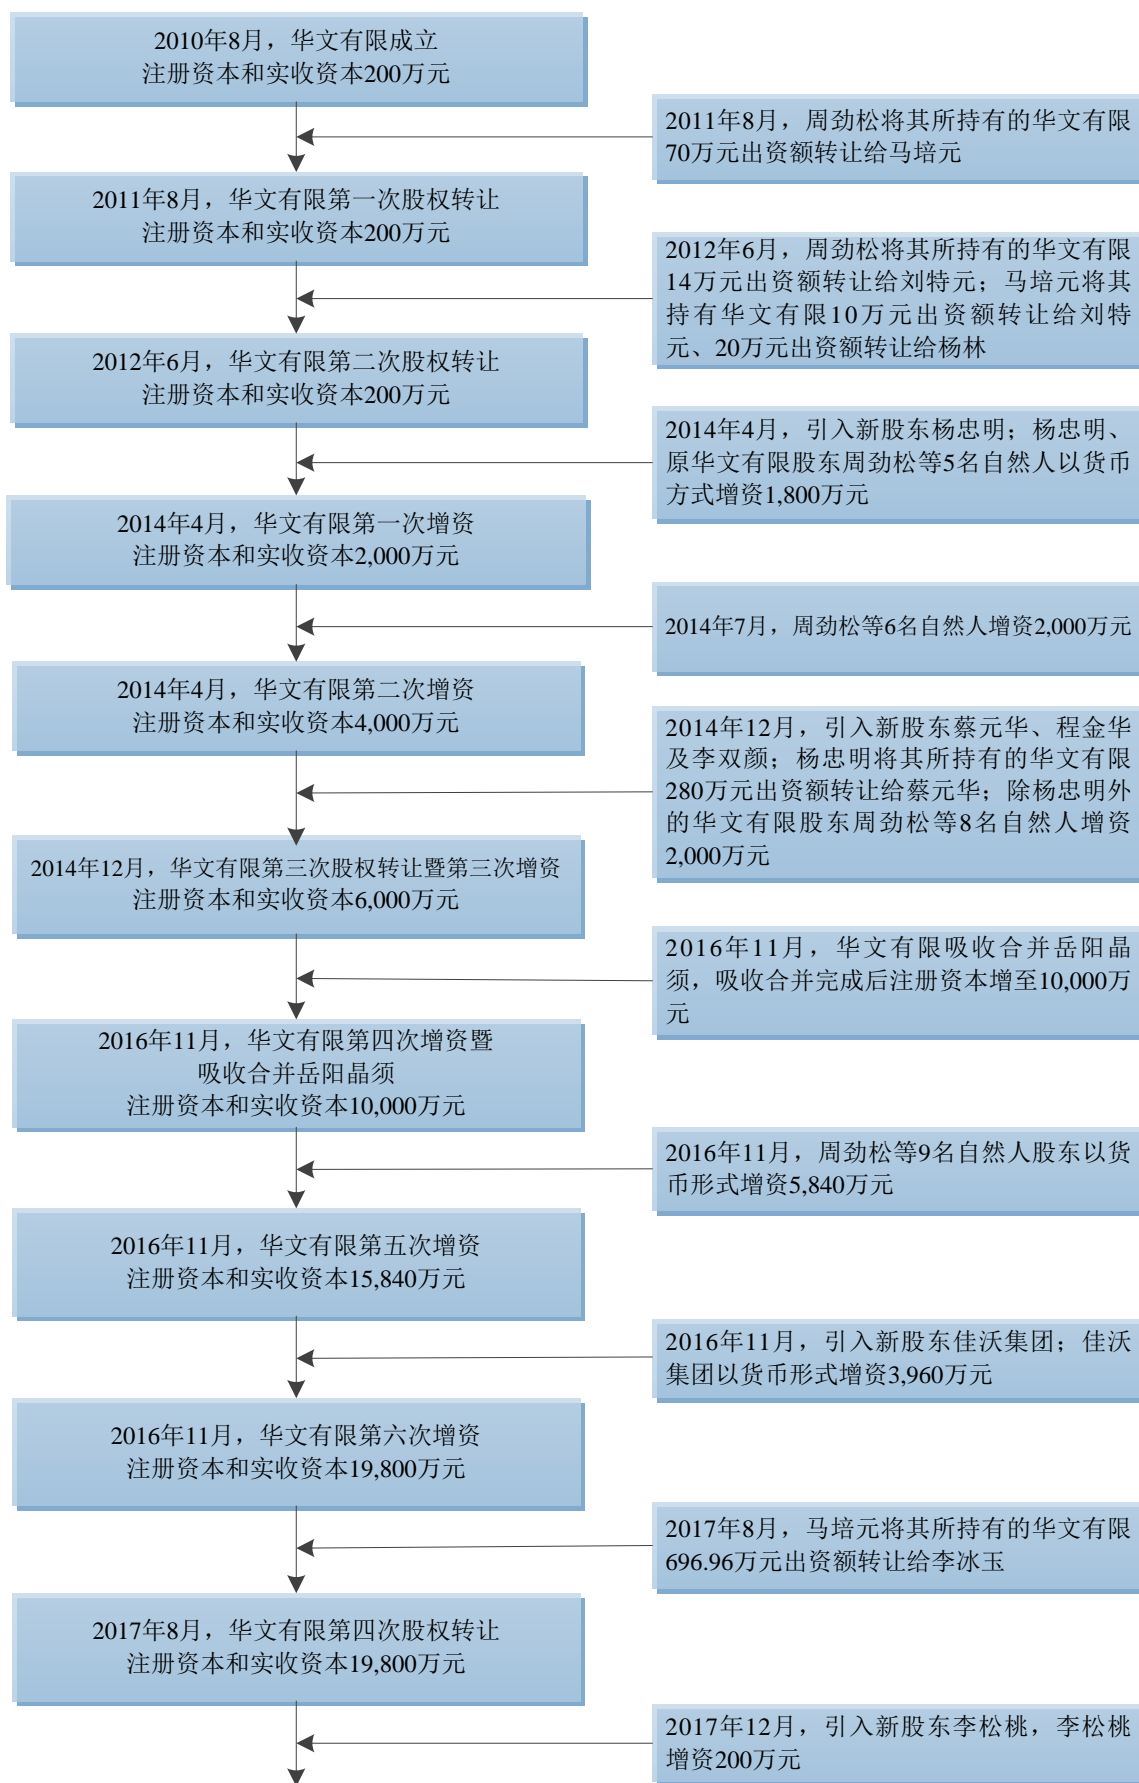 2010年8月，华文有限成立
注册资本和实收资本200万元
2011年8月，周劲松将其所持有的华文有限
70万元出资额转让给马培元
2011年8月，华文有限第一次股权转让
注册资本和实收资本200万元
2012年6月，周劲松将其所持有的华文有限
14万元出资额转让给刘特元；马培元将其
持有华文有限10万元出资额转让给刘特
元、20万元出资额转让给杨林
2012年6月，华文有限第二次股权转让
注册资本和实收资本200万元
2014年4月，引入新股东杨忠明；杨忠明、
原华文有限股东周劲松等5名自然人以货币
方式增资1,800万元
2014年4月，华文有限第一次增资
注册资本和实收资本2,000万元
2014年7月，周劲松等6名自然人增资2,000万元
2014年4月，华文有限第二次增资
注册资本和实收资本4,000万元
2014年12月，引入新股东蔡元华、程金华
及李双颜；杨忠明将其所持有的华文有限
280万元出资额转让给蔡元华；除杨忠明外
的华文有限股东周劲松等8名自然人增资
2,000万元
2014年12月，华文有限第三次股权转让暨第三次增资
注册资本和实收资本6,000万元
2016年11月，华文有限吸收合并岳阳晶
须，吸收合并完成后注册资本增至10,000万
元
2016年11月，华文有限第四次增资暨
吸收合并岳阳晶须
注册资本和实收资本10,000万元
2016年11月，周劲松等9名自然人股东以货
币形式增资5,840万元
2016年11月，华文有限第五次增资
注册资本和实收资本15,840万元
2016年11月，引入新股东佳沃集团；佳沃
集团以货币形式增资3,960万元
2016年11月，华文有限第六次增资
注册资本和实收资本19,800万元
2017年8月，马培元将其所持有的华文有限
696.96万元出资额转让给李冰玉
2017年8月，华文有限第四次股权转让
注册资本和实收资本19,800万元
2017年12月，引入新股东李松桃，李松桃
增资200万元